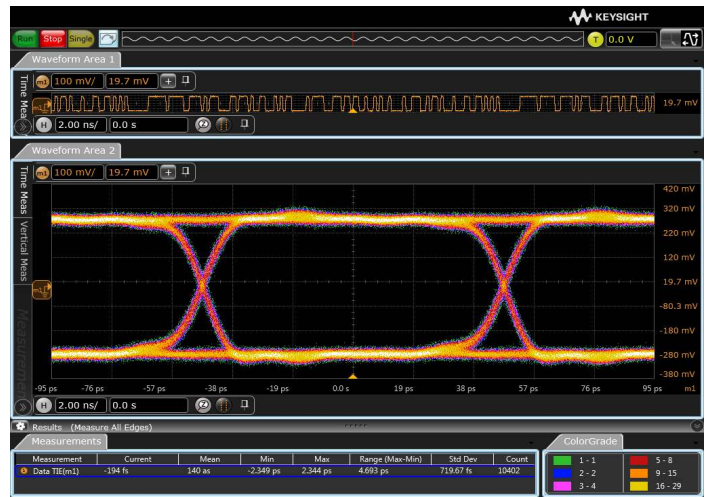 KEYSIGHT
Run Stop Single T 0.0 V
Waveform Area 1
m1 100 mV/ 19.7 mV +
19.7 mV
H 2.00 ns/ 0.0 s
Waveform Area 2
m1 100 mV/ 19.7 mV +
Time Meas
Vertical Meas
Measurements
420 mV
320 mV
220 mV
120 mV
19.7 mV
-80.3 mV
-180 mV
-280 mV
-380 mV
-95 ps -76 ps -57 ps -38 ps -19 ps 0.0 s 19 ps 38 ps 57 ps 76 ps 95 ps m1
H 2.00 ns/ 0.0 s
Results (Measure All Edges)
Measurements ColorGrade
Measurement Current Mean Min Max Range (Max-Min) Std Dev Count
Data TIE(m1) -194 fs 140 as -2.349 ps 2.344 ps 4.693 ps 719.67 fs 10402
1 - 1 5 - 8
2 - 2 9 - 15
3 - 4 16 - 29